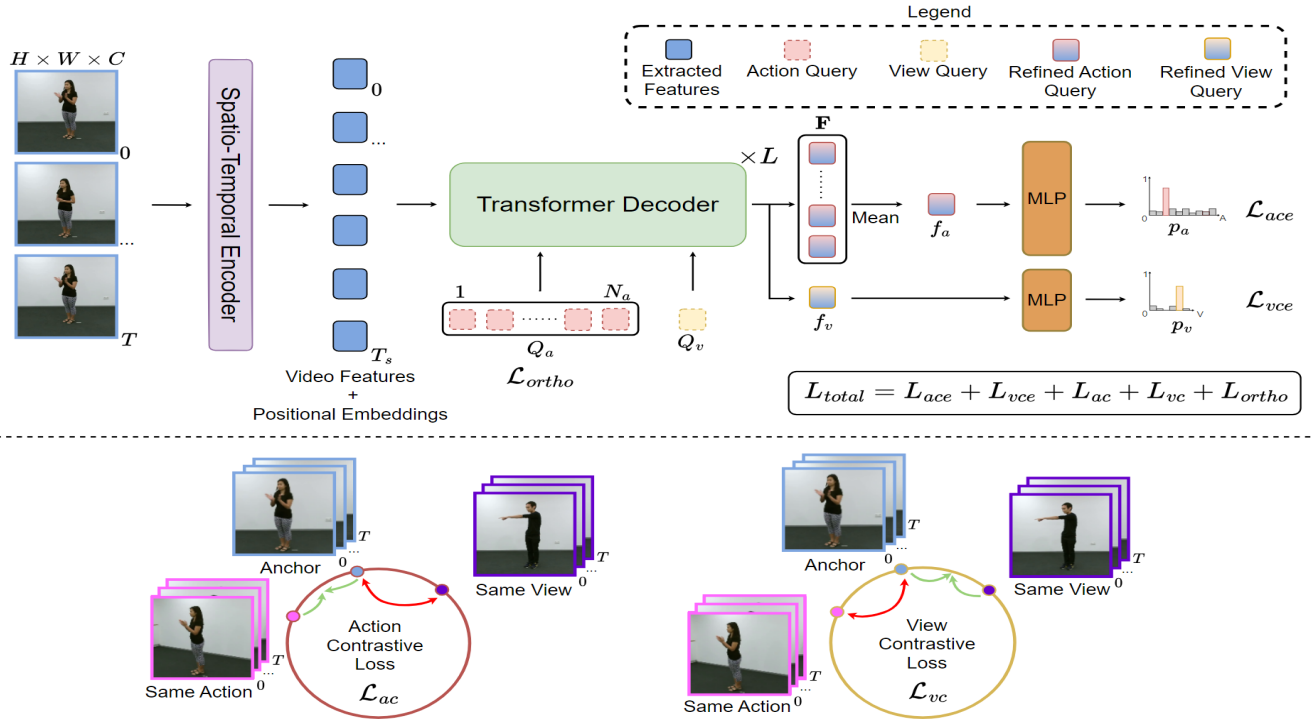 Legend
Extracted
Features
Action Query
View Query
Refined Action
Query
Refined View
Query
H × W × C
0
...
T
Spatio-Temporal Encoder
0
...
T_s
Video Features
+
Positional Embeddings
Transformer Decoder
× L
1
N_a
......
Q_a
Q_v
𝓛_ortho
F
Mean
f_a
f_v
MLP
MLP
1
0
A
p_a
𝓛_ace
1
0
V
p_v
𝓛_vce
L_total = L_ace + L_vce + L_ac + L_vc + L_ortho
Anchor
0
...
T
Same View
0
...
T
Same Action
0
...
T
Action
Contrastive
Loss
𝓛_ac
Anchor
0
...
T
Same View
0
...
T
Same Action
0
...
T
View
Contrastive
Loss
𝓛_vc